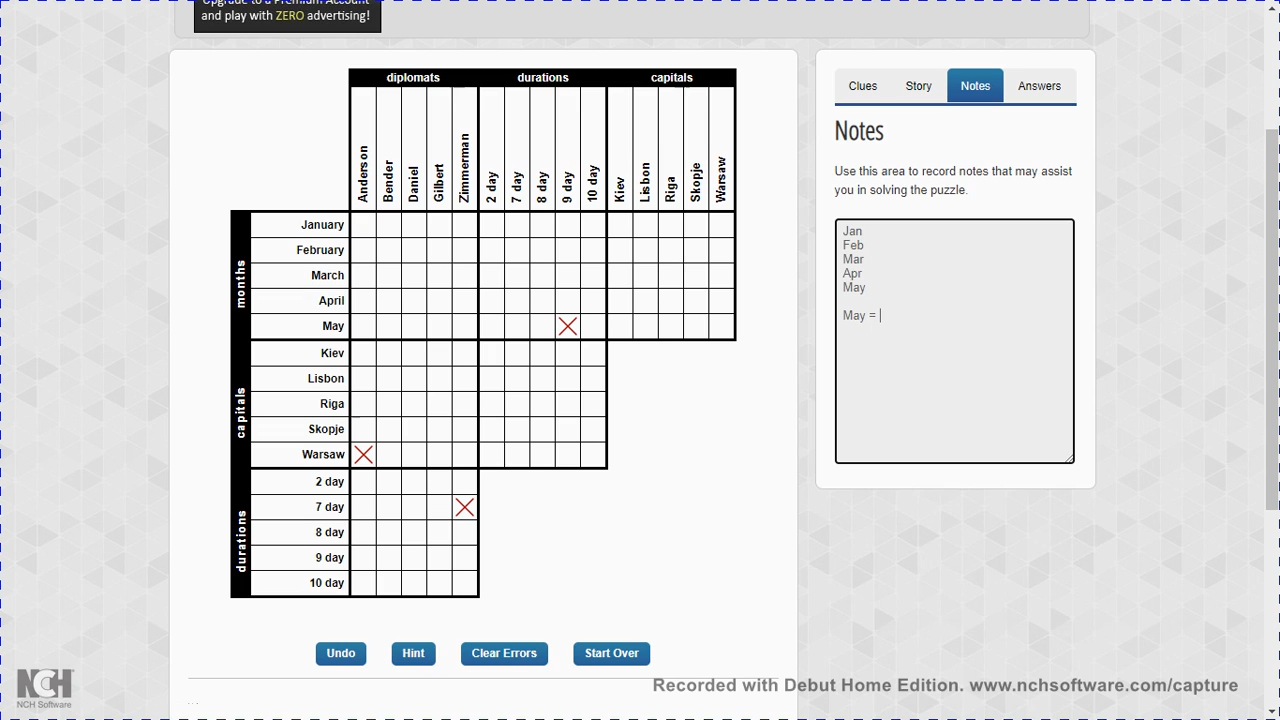 Upgrade to a Premium Account
and play with ZERO advertising!
diplomats
durations
capitals
Anderson
Bender
Daniel
Gilbert
Zimmerman
2 day
7 day
8 day
9 day
10 day
Kiev
Lisbon
Riga
Skopje
Warsaw
months
January
February
March
April
May
capitals
Kiev
Lisbon
Riga
Skopje
Warsaw
durations
2 day
7 day
8 day
9 day
10 day
Undo
Hint
Clear Errors
Start Over
Clues
Story
Notes
Answers
Notes
Use this area to record notes that may assist
you in solving the puzzle.
Jan
Feb
Mar
Apr
May
May =
NCH
NCH Software
Recorded with Debut Home Edition. www.nchsoftware.com/capture